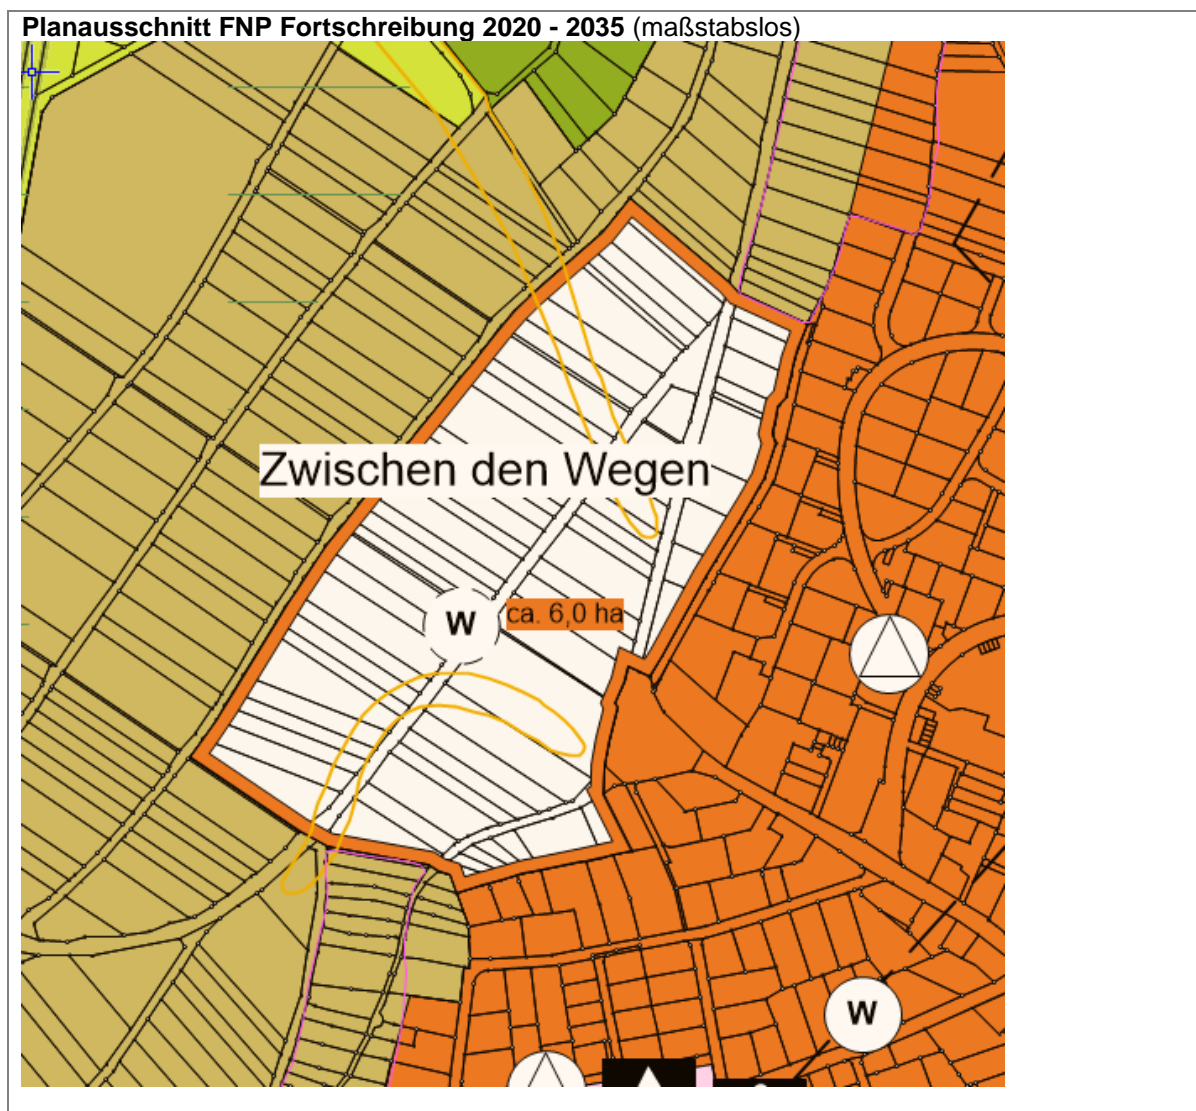 Planausschnitt FNP Fortschreibung 2020 - 2035 (maßstabslos)
Zwischen den Wegen
W
ca. 6,0 ha
W